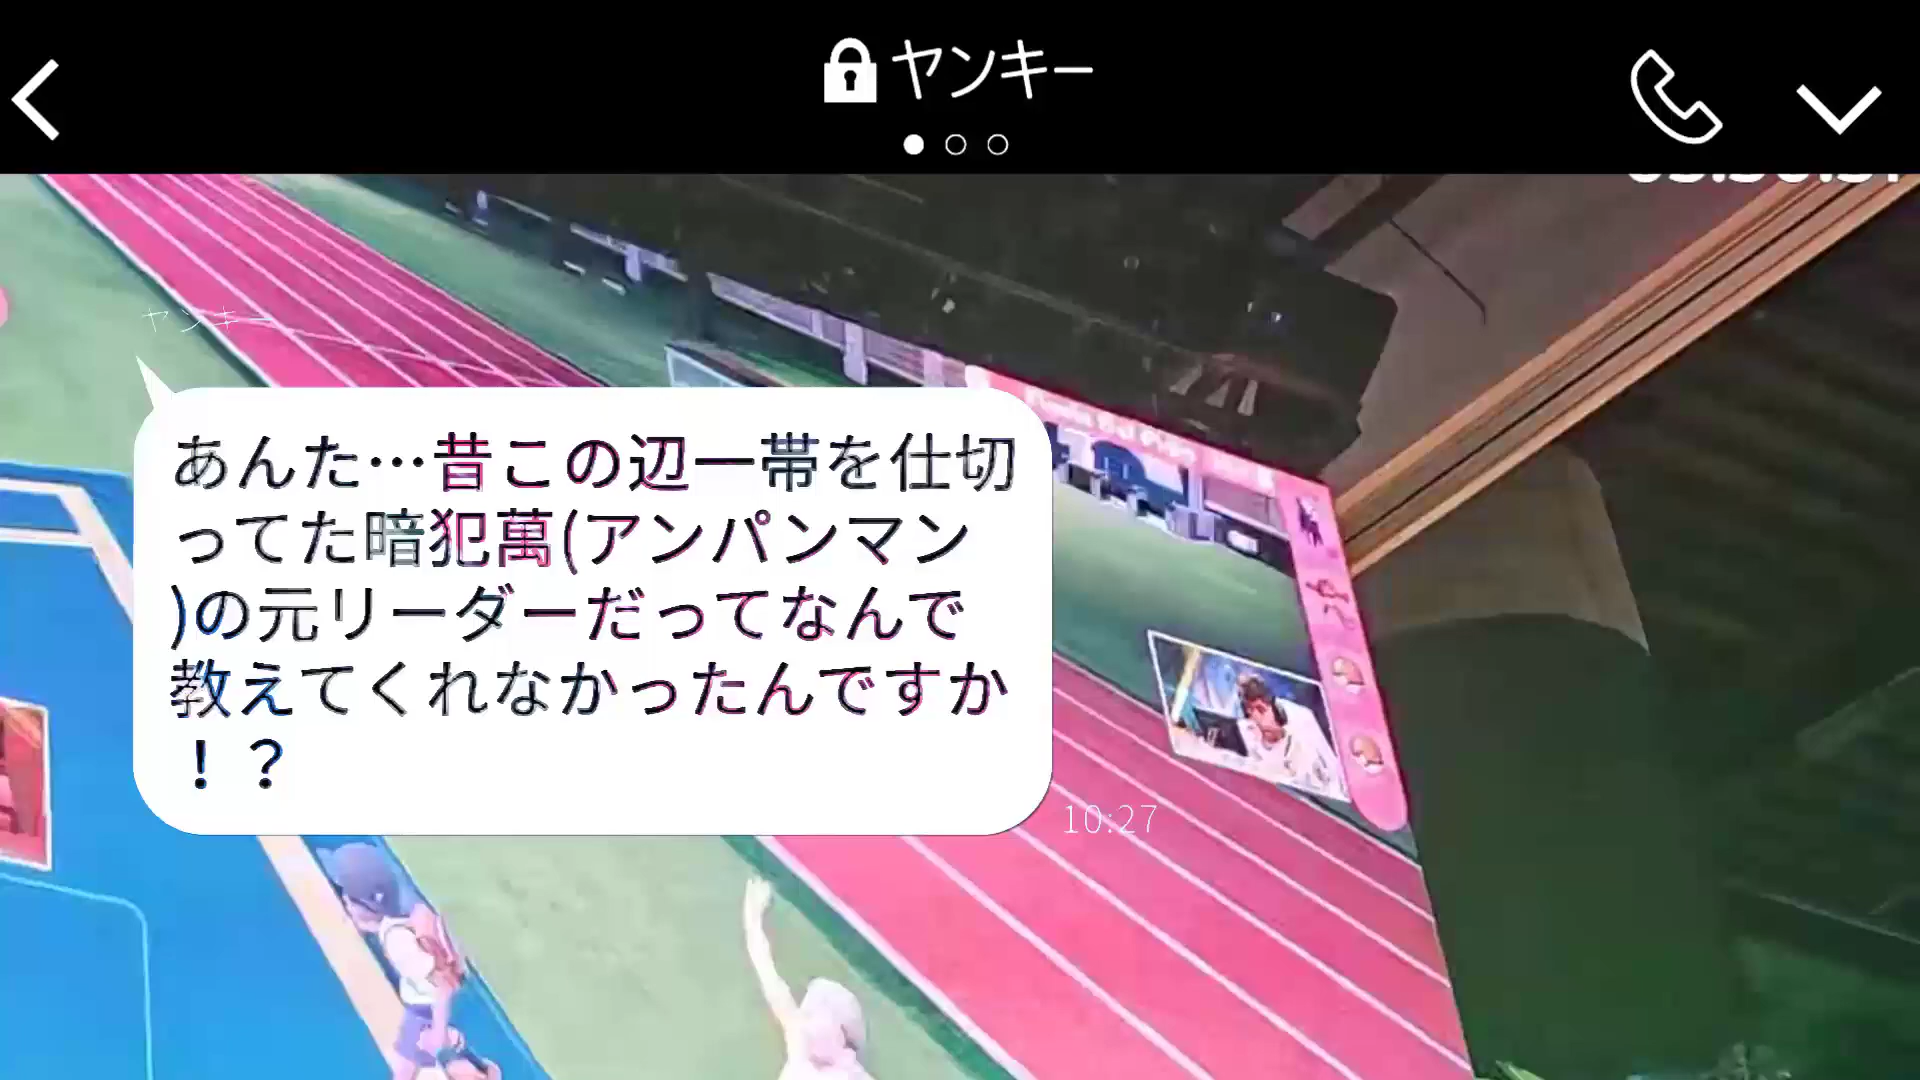 ヤンキー
ヤンキー
あんた…昔この辺一帯を仕切
ってた暗犯萬(アンパンマン
)の元リーダーだってなんで
教えてくれなかったんですか
！？
10:27